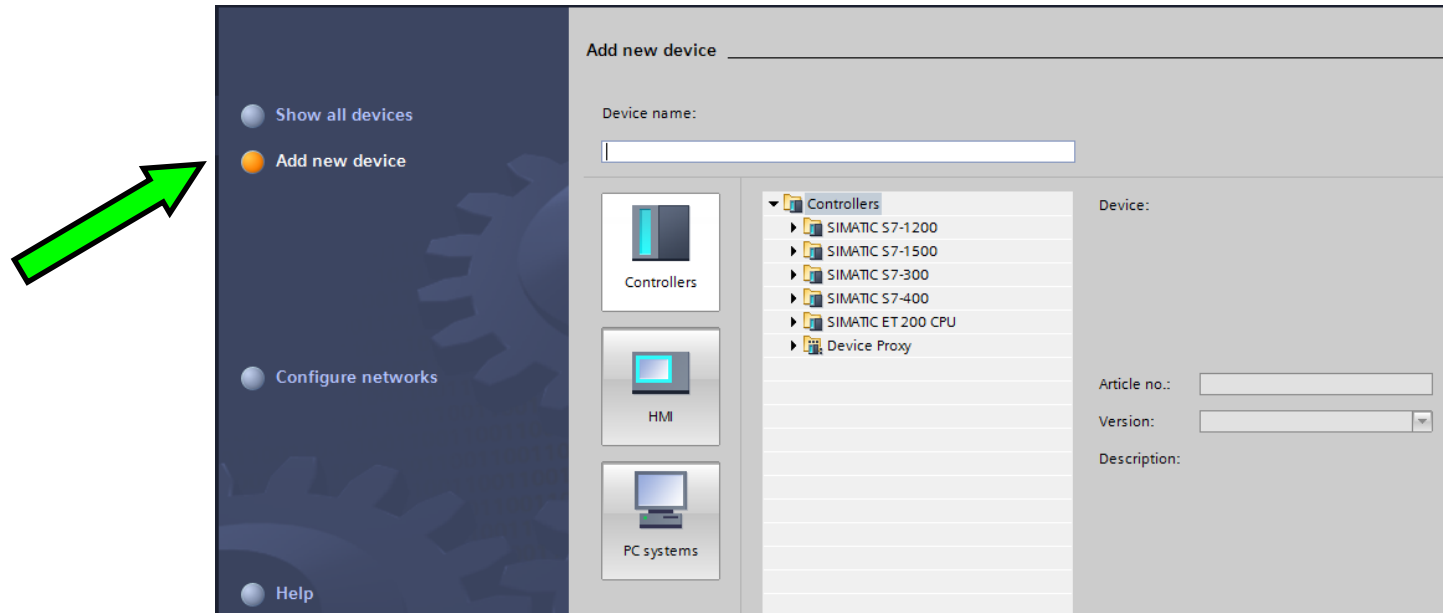 Add new device
Show all devices
Add new device
Configure networks
Help
Device name:
Controllers
HMI
PC systems
Controllers
SIMATIC S7-1200
SIMATIC S7-1500
SIMATIC S7-300
SIMATIC S7-400
SIMATIC ET 200 CPU
Device Proxy
Device:
Article no.:
Version:
Description: